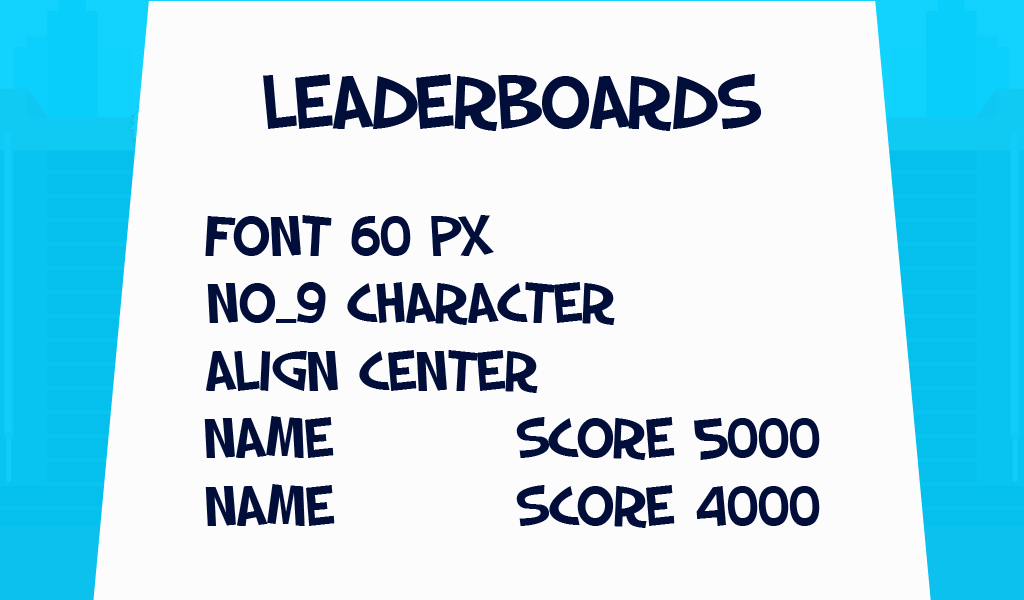 LEADERBOARDS
FONT 60 PX
NO_9 CHARACTER
ALIGN CENTER
NAME SCORE 5000
NAME SCORE 4000